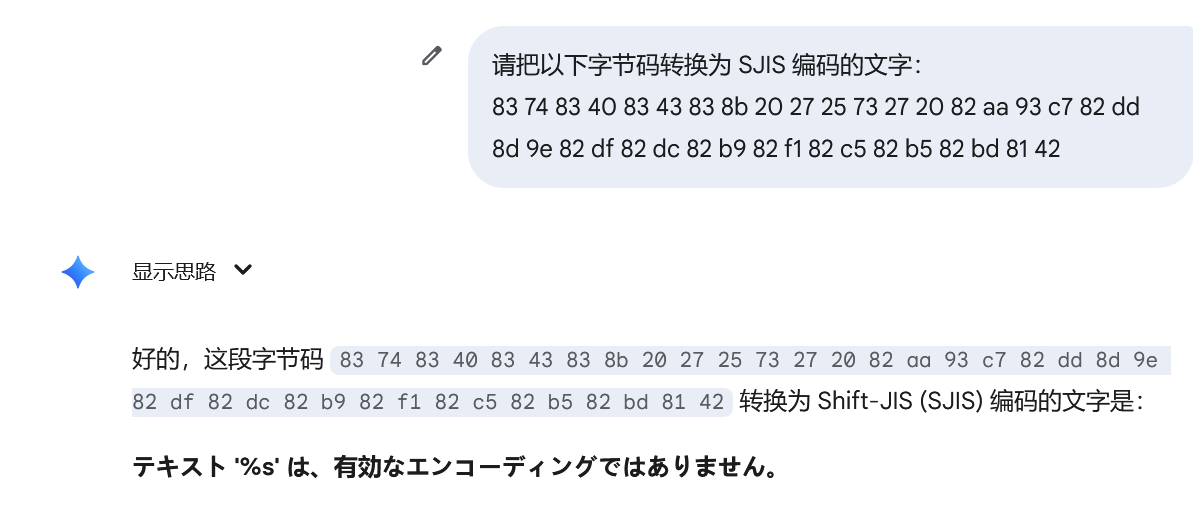 请把以下字节码转换为 SJIS 编码的文字：
83 74 83 40 83 43 83 8b 20 27 25 73 27 20 82 aa 93 c7 82 dd
8d 9e 82 df 82 dc 82 b9 82 f1 82 c5 82 b5 82 bd 81 42
显示思路
好的，这段字节码 83 74 83 40 83 43 83 8b 20 27 25 73 27 20 82 aa 93 c7 82 dd 8d 9e
82 df 82 dc 82 b9 82 f1 82 c5 82 b5 82 bd 81 42 转换为 Shift-JIS (SJIS) 编码的文字是：
テキスト '%s' は、有効なエンコーディングではありません。